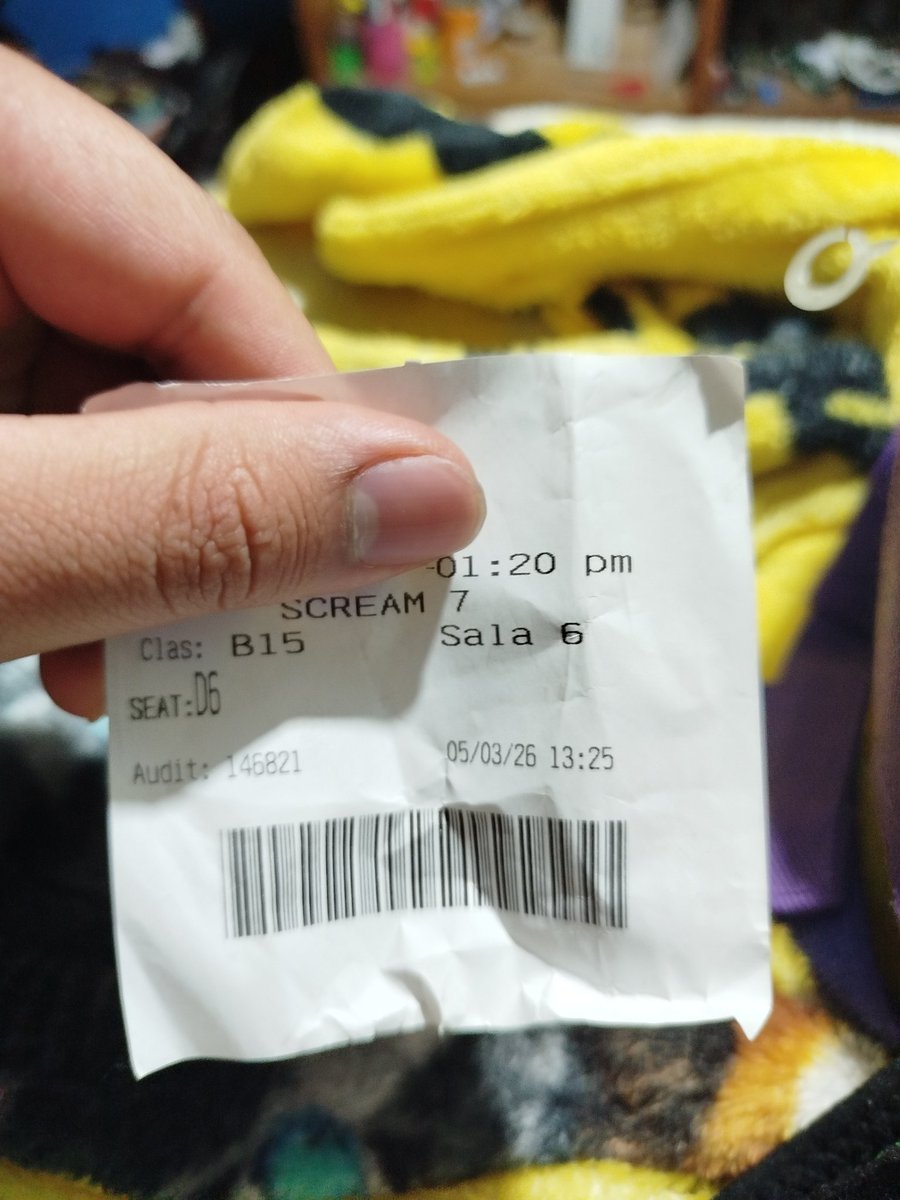 -01:20 pm
SCREAM 7
Clas: B15 Sala 6
SEAT:D6
Audit: 146821 05/03/26 13:25